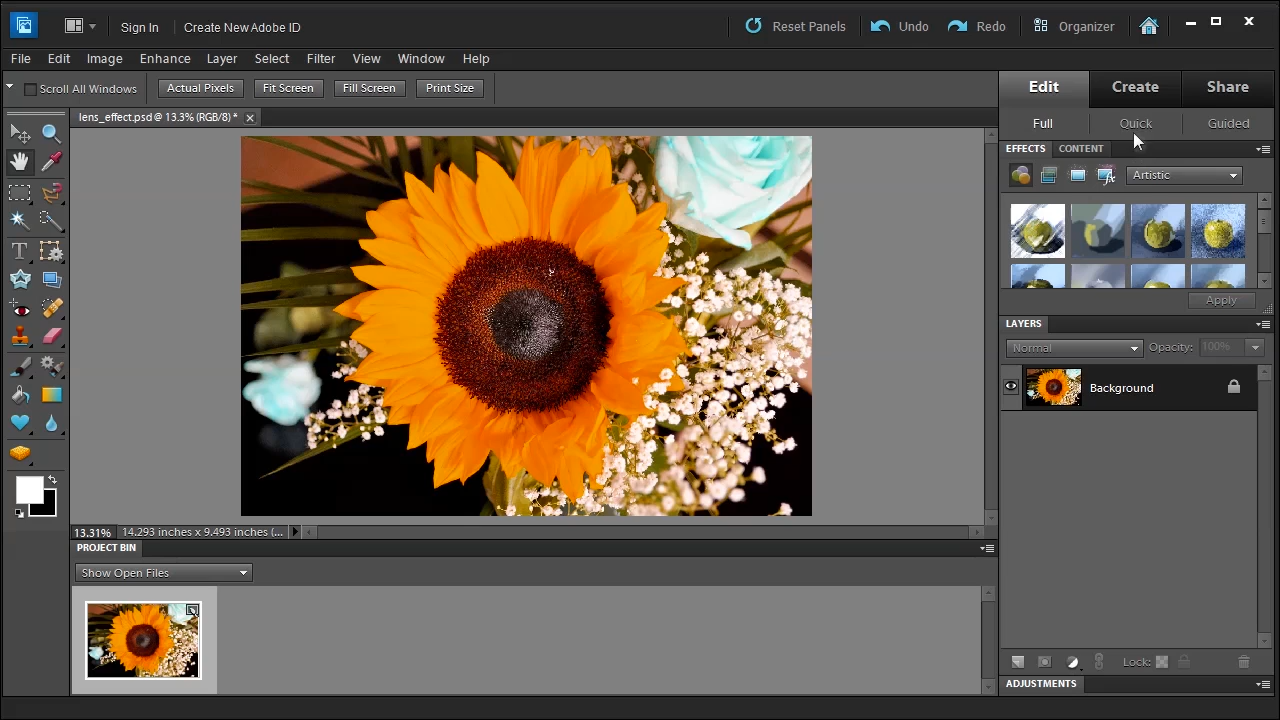 Sign In Create New Adobe ID Reset Panels Undo Redo Organizer
File Edit Image Enhance Layer Select Filter View Window Help
Scroll All Windows Actual Pixels Fit Screen Fill Screen Print Size
Edit Create Share
lens_effect.psd @ 13.3% (RGB/8) *
Full Quick Guided
EFFECTS CONTENT
Artistic
Apply
LAYERS
Normal Opacity: 100%
Background
13.31% 14.293 inches x 9.493 inches (...
PROJECT BIN
Show Open Files
Lock:
ADJUSTMENTS